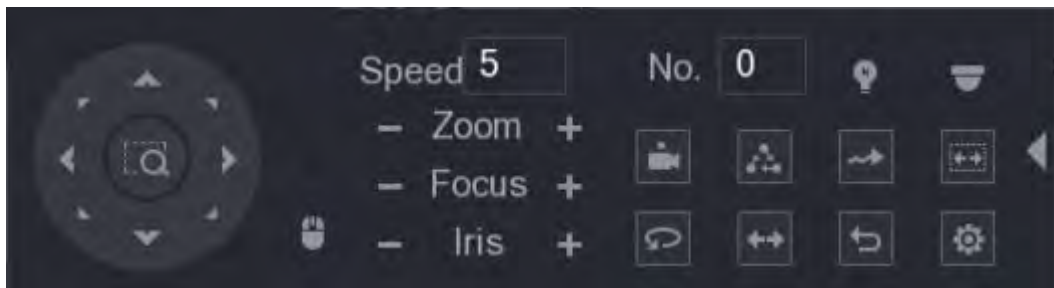 Speed 5 No. 0
– Zoom +
– Focus +
– Iris +